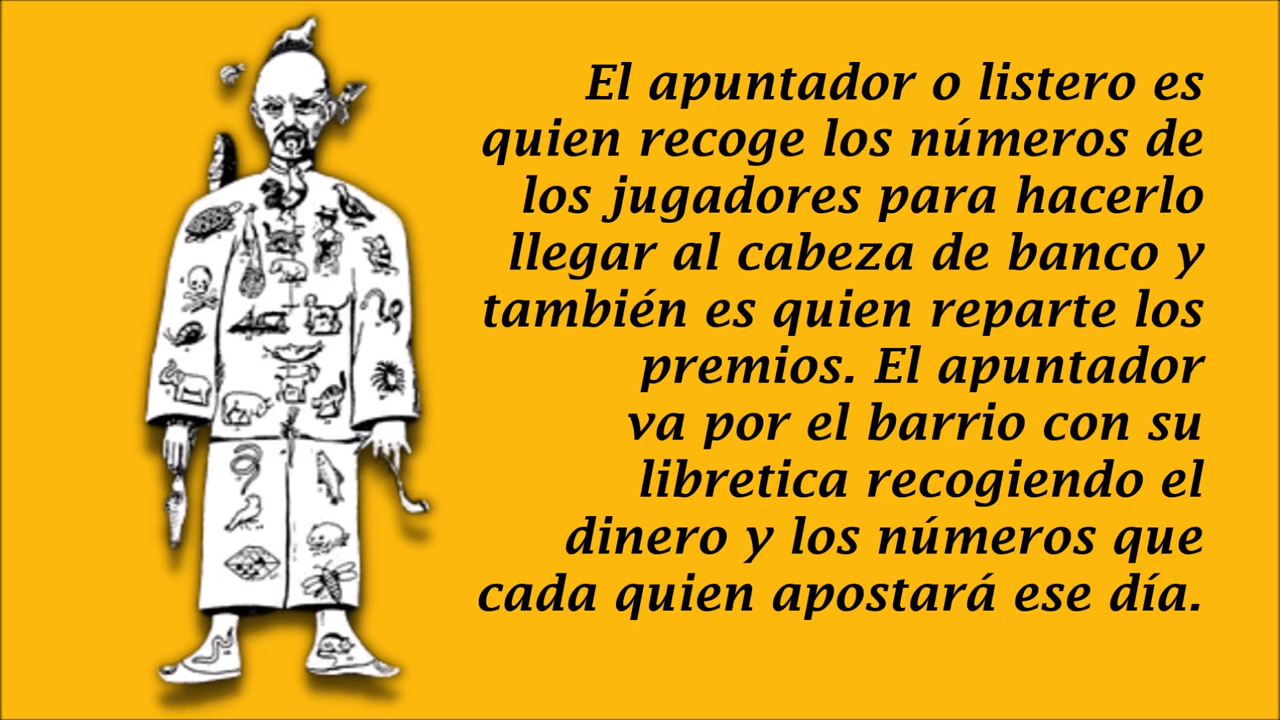 El apuntador o listero es
quien recoge los números de
los jugadores para hacerlo
llegar al cabeza de banco y
también es quien reparte los
premios. El apuntador
va por el barrio con su
libretica recogiendo el
dinero y los números que
cada quien apostará ese día.